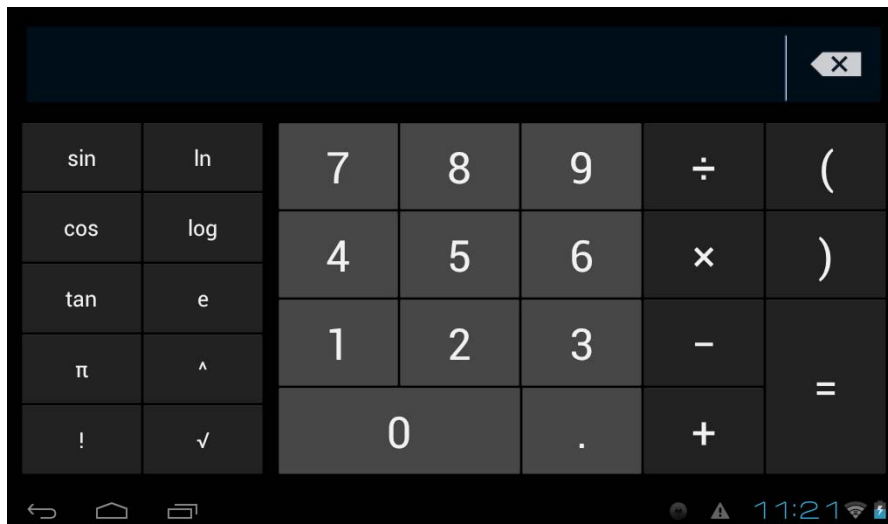 sin ln 7 8 9 ÷ (
cos log 4 5 6 × )
tan e 1 2 3 −
π ^ =
! √ 0 . +
11:21